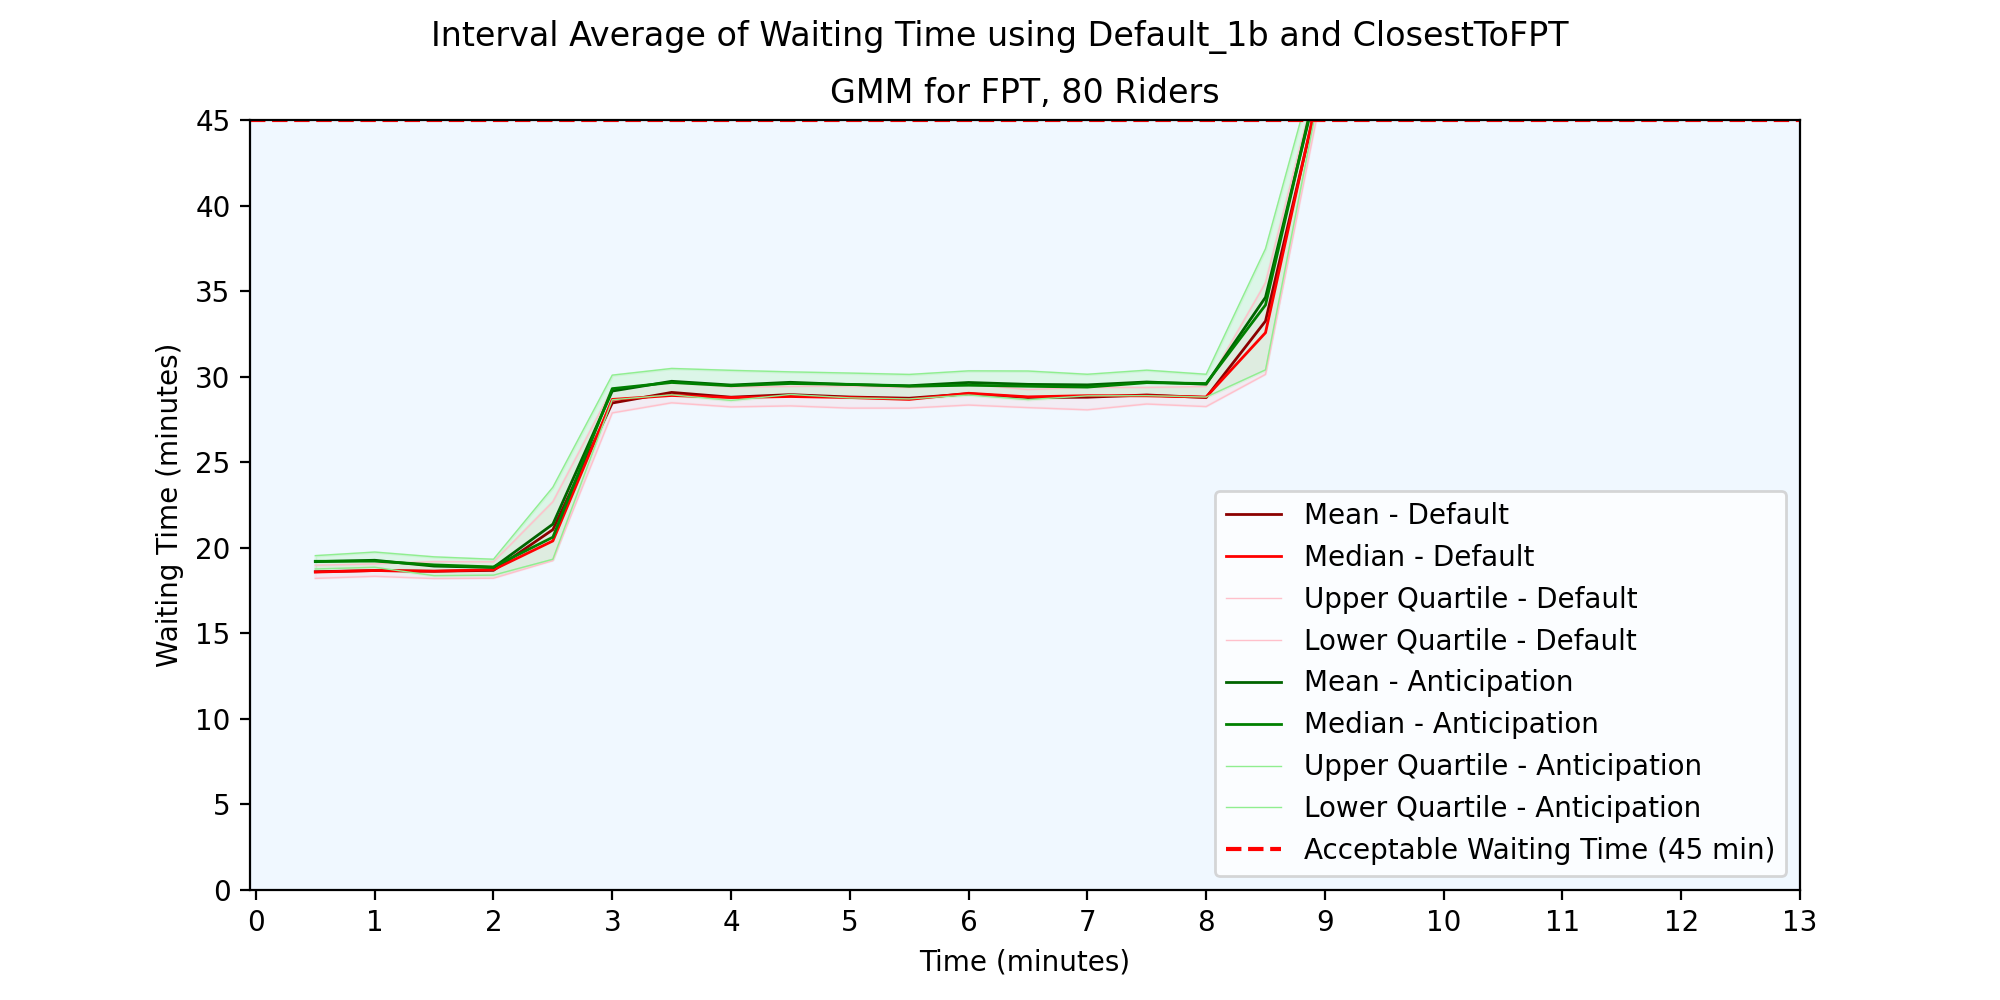 Interval Average of Waiting Time using Default_1b and ClosestToFPT
GMM for FPT, 80 Riders
45
40
35
30
25
20
15
10
5
0
Waiting Time (minutes)
Mean - Default
Median - Default
Upper Quartile - Default
Lower Quartile - Default
Mean - Anticipation
Median - Anticipation
Upper Quartile - Anticipation
Lower Quartile - Anticipation
Acceptable Waiting Time (45 min)
0 1 2 3 4 5 6 7 8 9 10 11 12 13
Time (minutes)